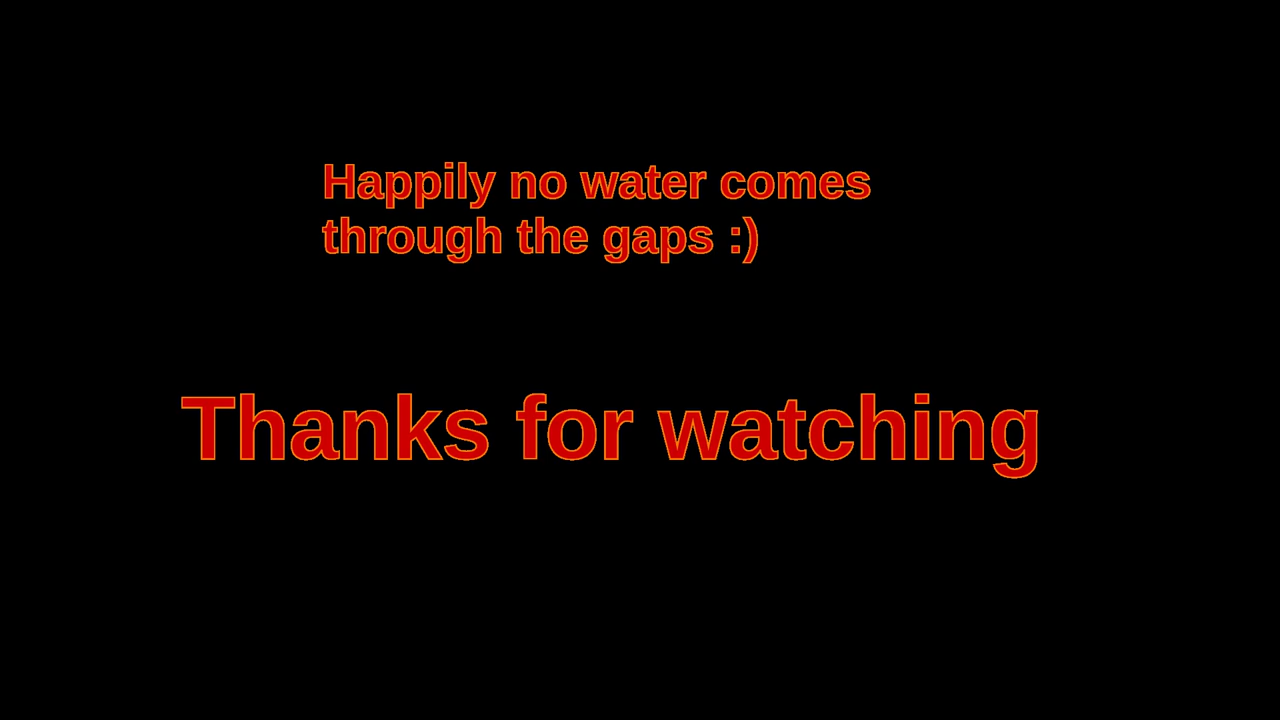 Happily no water comes
through the gaps :)
Thanks for watching